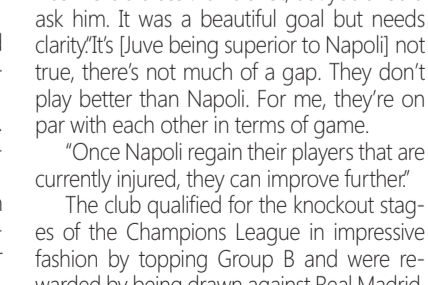 ask him. It was a beautiful goal but needs
clarity."It's [Juve being superior to Napoli] not
true, there's not much of a gap. They don't
play better than Napoli. For me, they're on
par with each other in terms of game.
"Once Napoli regain their players that are
currently injured, they can improve further."
The club qualified for the knockout stag-
es of the Champions League in impressive
fashion by topping Group B and were re-
warded by being drawn against Real Madrid